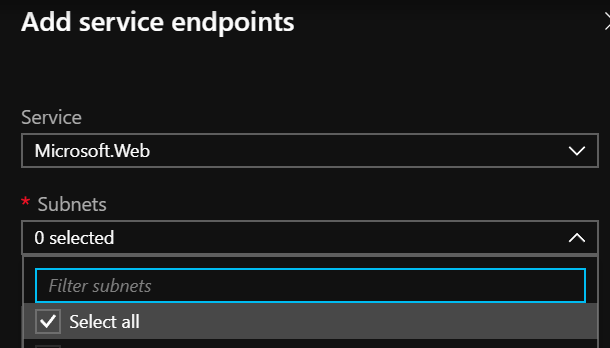 Add service endpoints
Service
Microsoft.Web
* Subnets
0 selected
Filter subnets
Select all